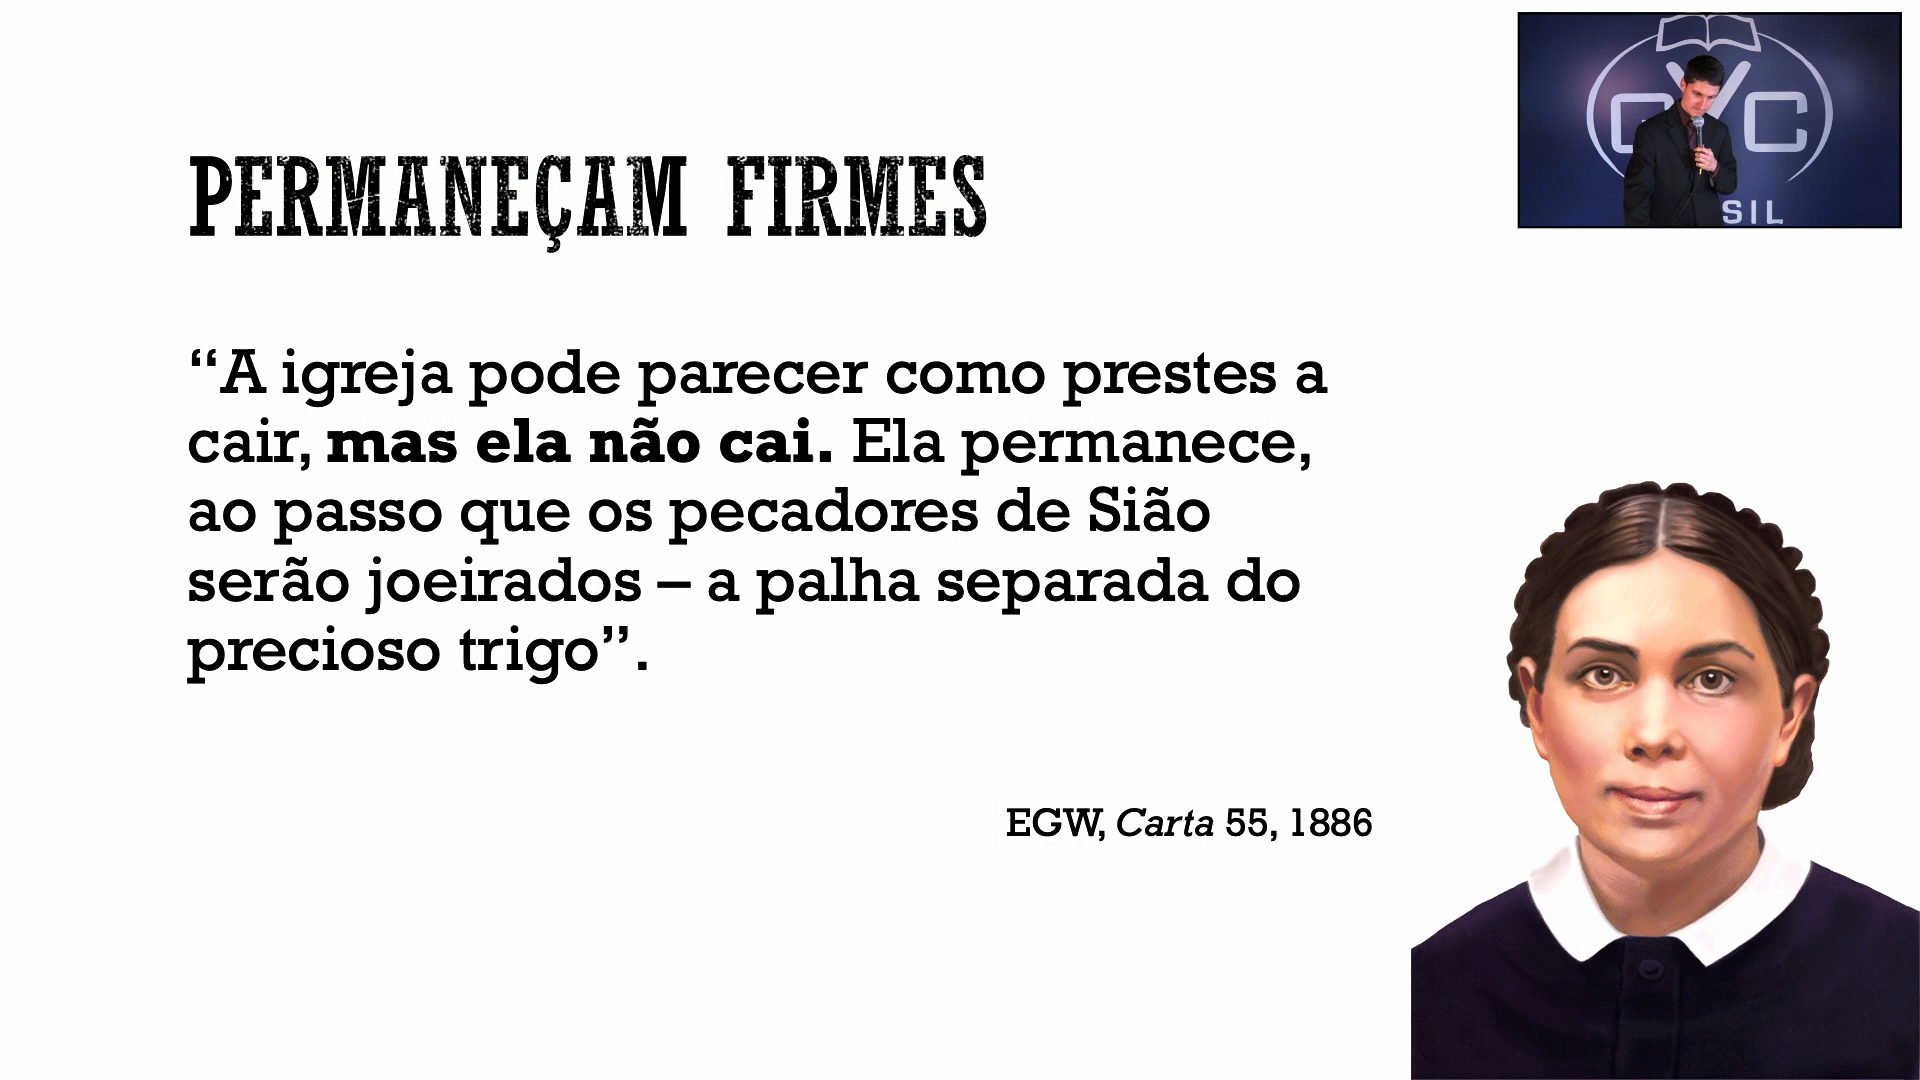 PERMANEÇAM FIRMES
“A igreja pode parecer como prestes a
cair, mas ela não cai. Ela permanece,
ao passo que os pecadores de Sião
serão joeirados – a palha separada do
precioso trigo”.
EGW, Carta 55, 1886
SIL